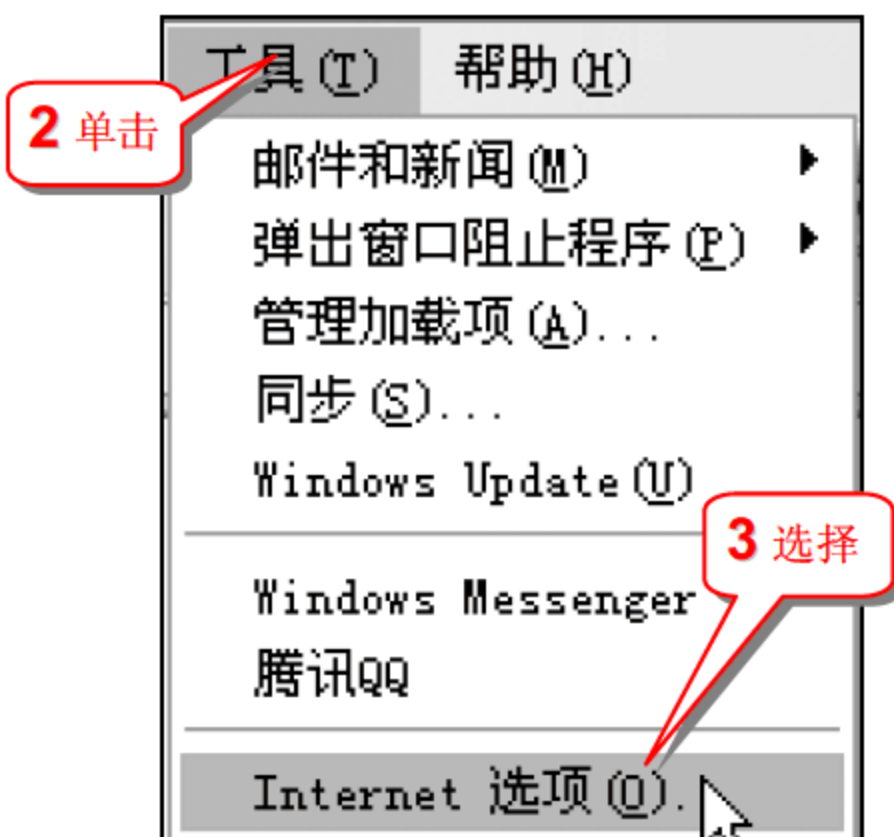 工具(T) 帮助(H)
2 单击
邮件和新闻(M)
弹出窗口阻止程序(P)
管理加载项(A)...
同步(S)...
Windows Update(U)
3 选择
Windows Messenger
腾讯QQ
Internet 选项(O).